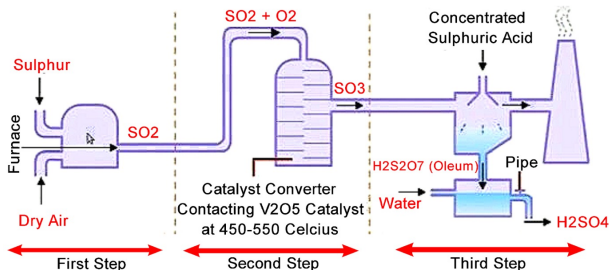 SO2 + O2
Concentrated
Sulphuric Acid
Sulphur
Furnace
SO2
SO3
Dry Air
Catalyst Converter
Contacting V2O5 Catalyst
at 450-550 Celcius
H2S2O7 (Oleum)
Pipe
Water
H2SO4
First Step
Second Step
Third Step